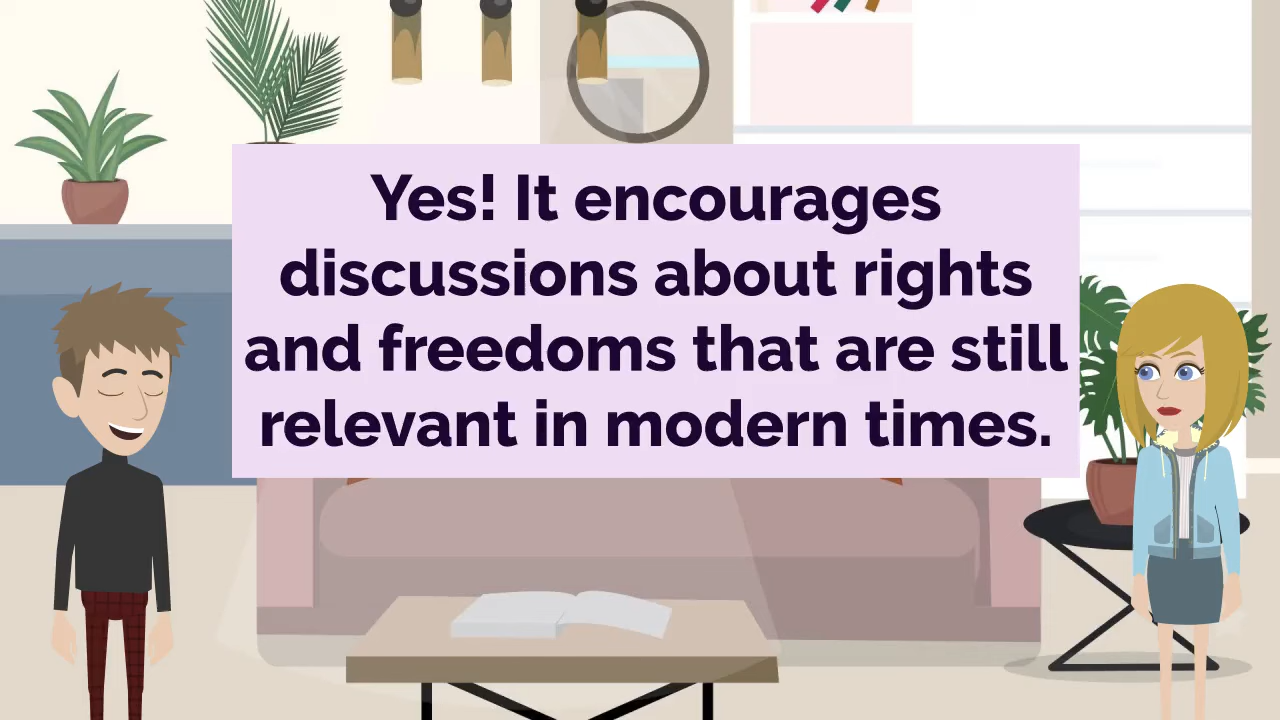 Yes! It encourages
discussions about rights
and freedoms that are still
relevant in modern times.